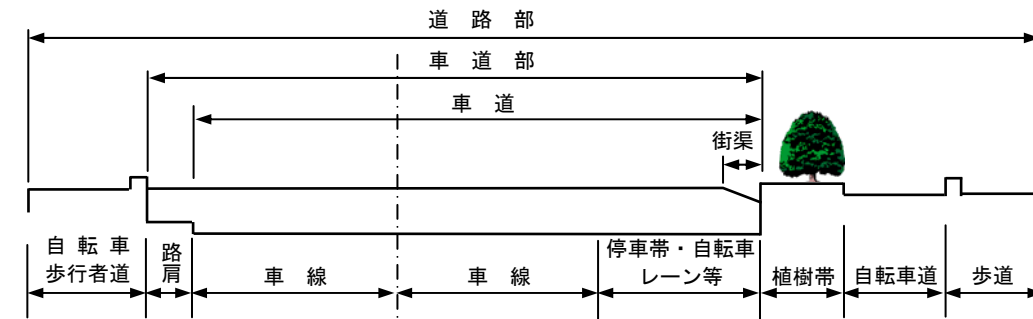 道路部
車道部
車道
街渠
自転車
歩行者道
路肩
車線
車線
停車帯・自転車
レーン等
植樹帯
自転車道
歩道